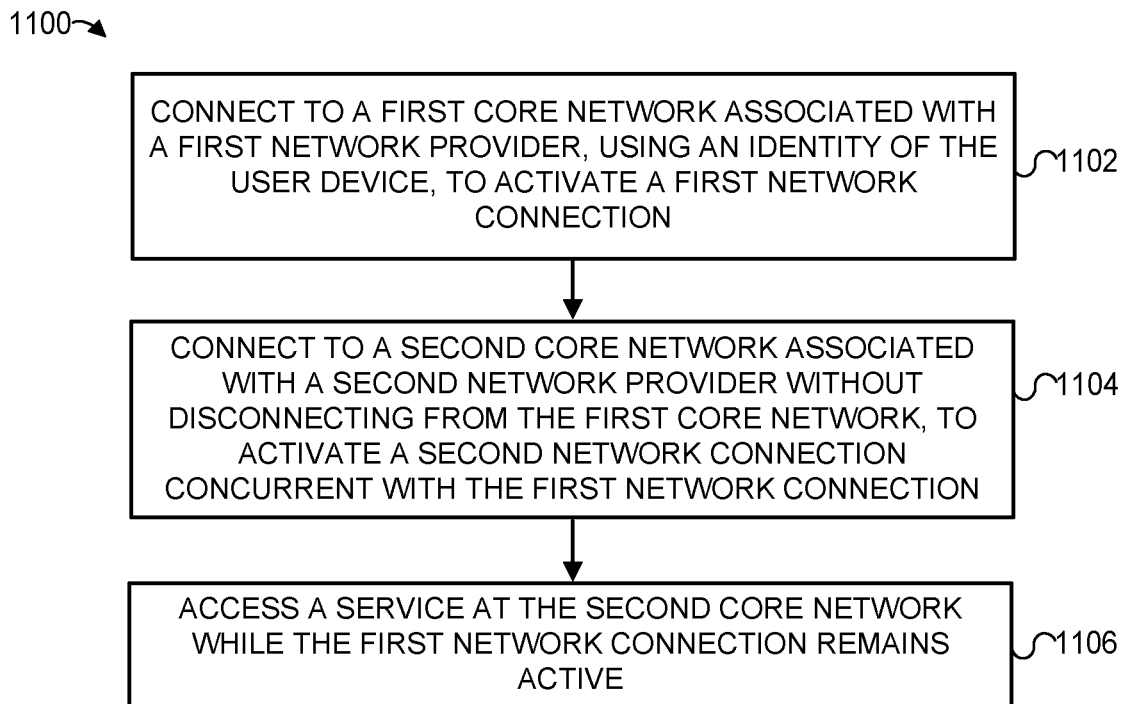 1100
CONNECT TO A FIRST CORE NETWORK ASSOCIATED WITH
A FIRST NETWORK PROVIDER, USING AN IDENTITY OF THE
USER DEVICE, TO ACTIVATE A FIRST NETWORK
CONNECTION
1102
CONNECT TO A SECOND CORE NETWORK ASSOCIATED
WITH A SECOND NETWORK PROVIDER WITHOUT
DISCONNECTING FROM THE FIRST CORE NETWORK, TO
ACTIVATE A SECOND NETWORK CONNECTION
CONCURRENT WITH THE FIRST NETWORK CONNECTION
1104
ACCESS A SERVICE AT THE SECOND CORE NETWORK
WHILE THE FIRST NETWORK CONNECTION REMAINS
ACTIVE
1106